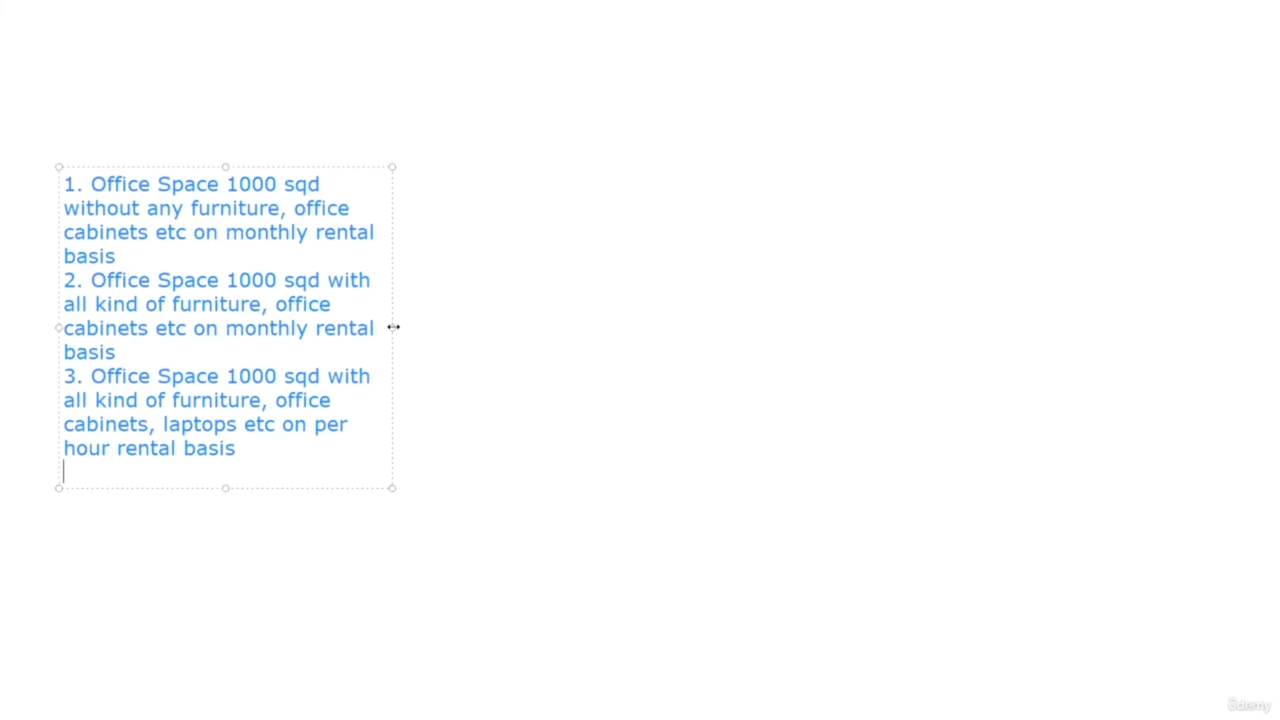 1. Office Space 1000 sqd
without any furniture, office
cabinets etc on monthly rental
basis
2. Office Space 1000 sqd with
all kind of furniture, office
cabinets etc on monthly rental
basis
3. Office Space 1000 sqd with
all kind of furniture, office
cabinets, laptops etc on per
hour rental basis
ûdemy